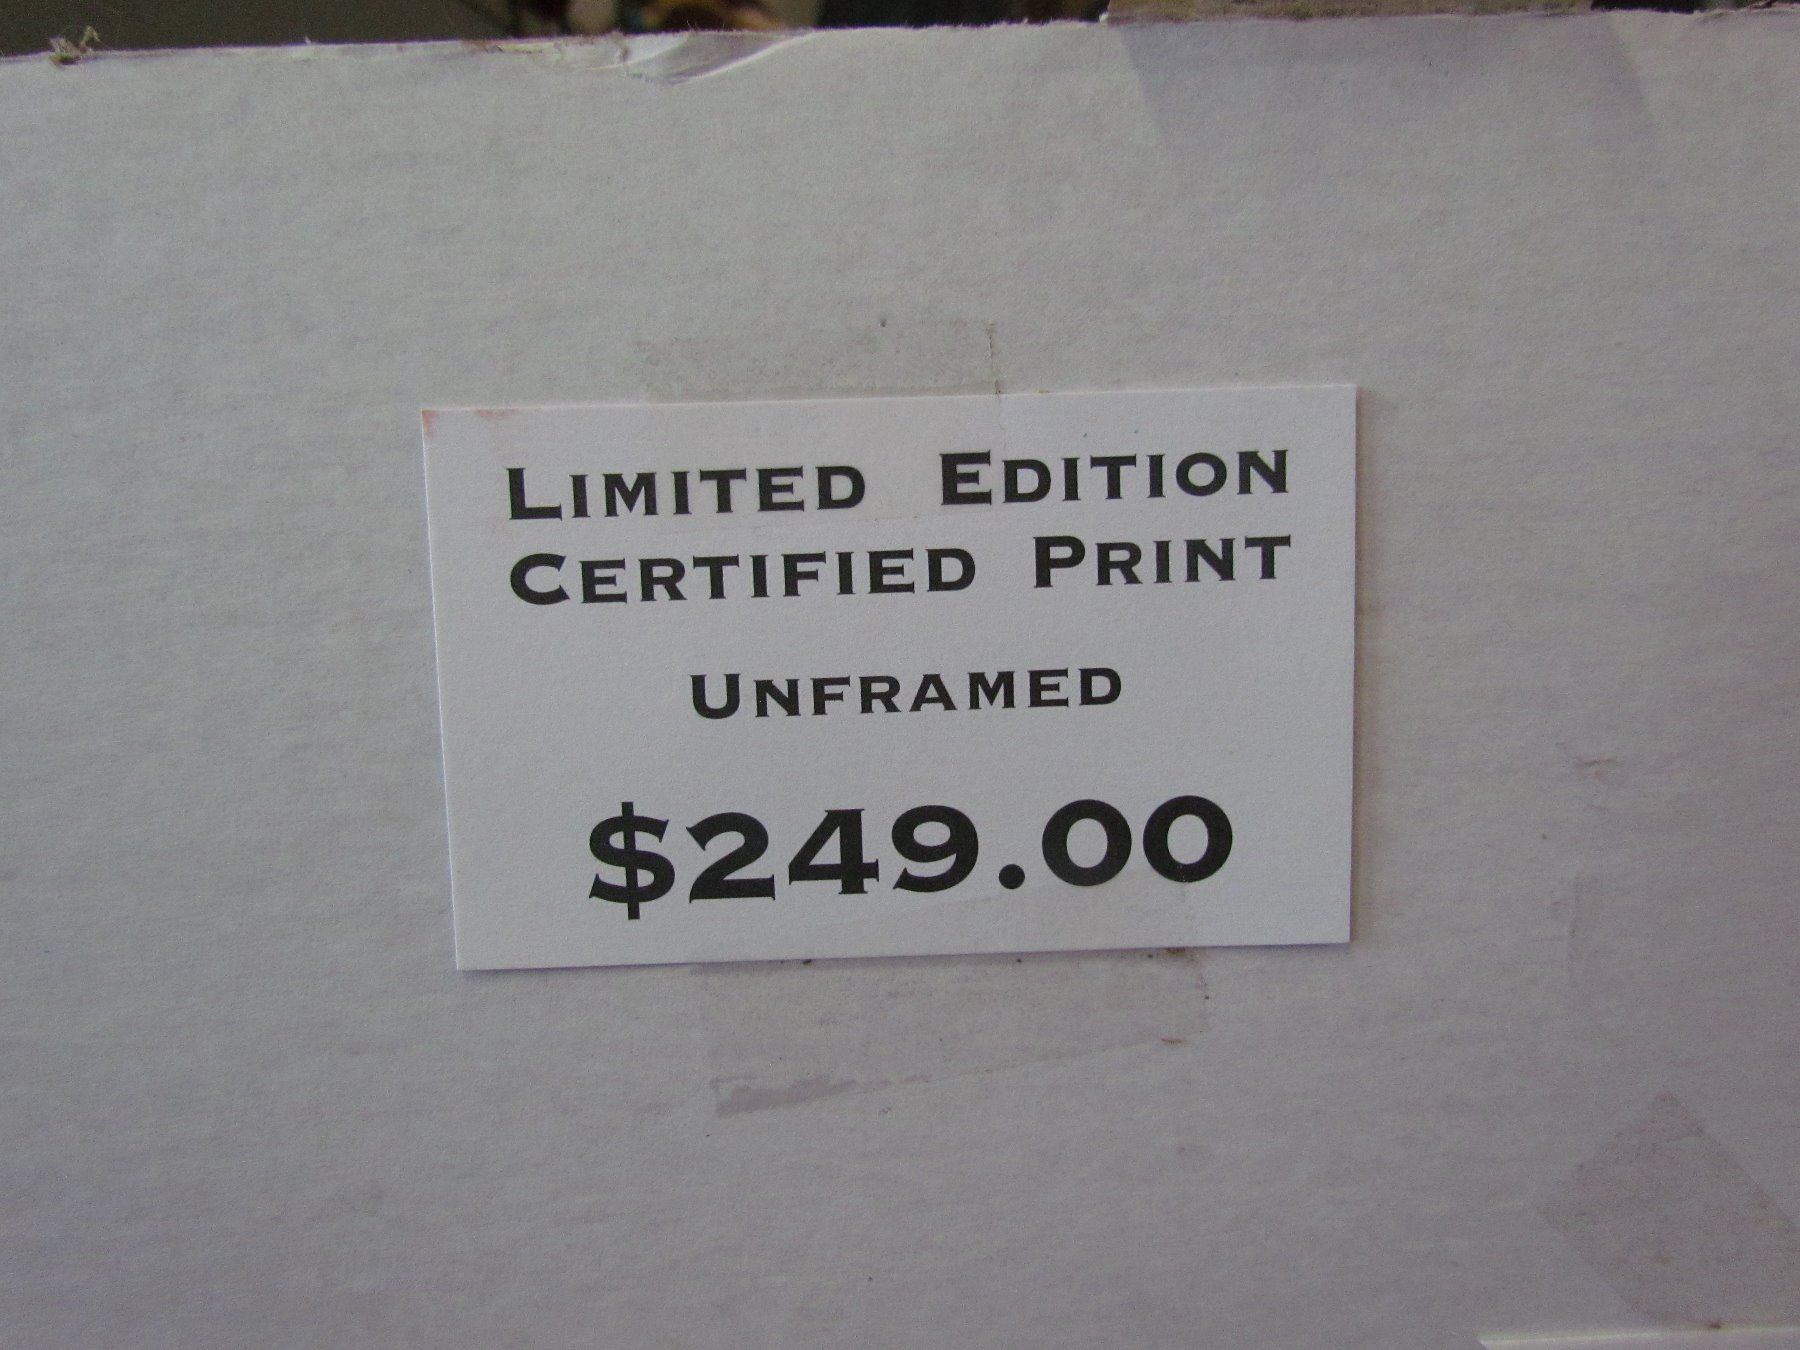 Limited Edition
Certified Print
Unframed
$249.00